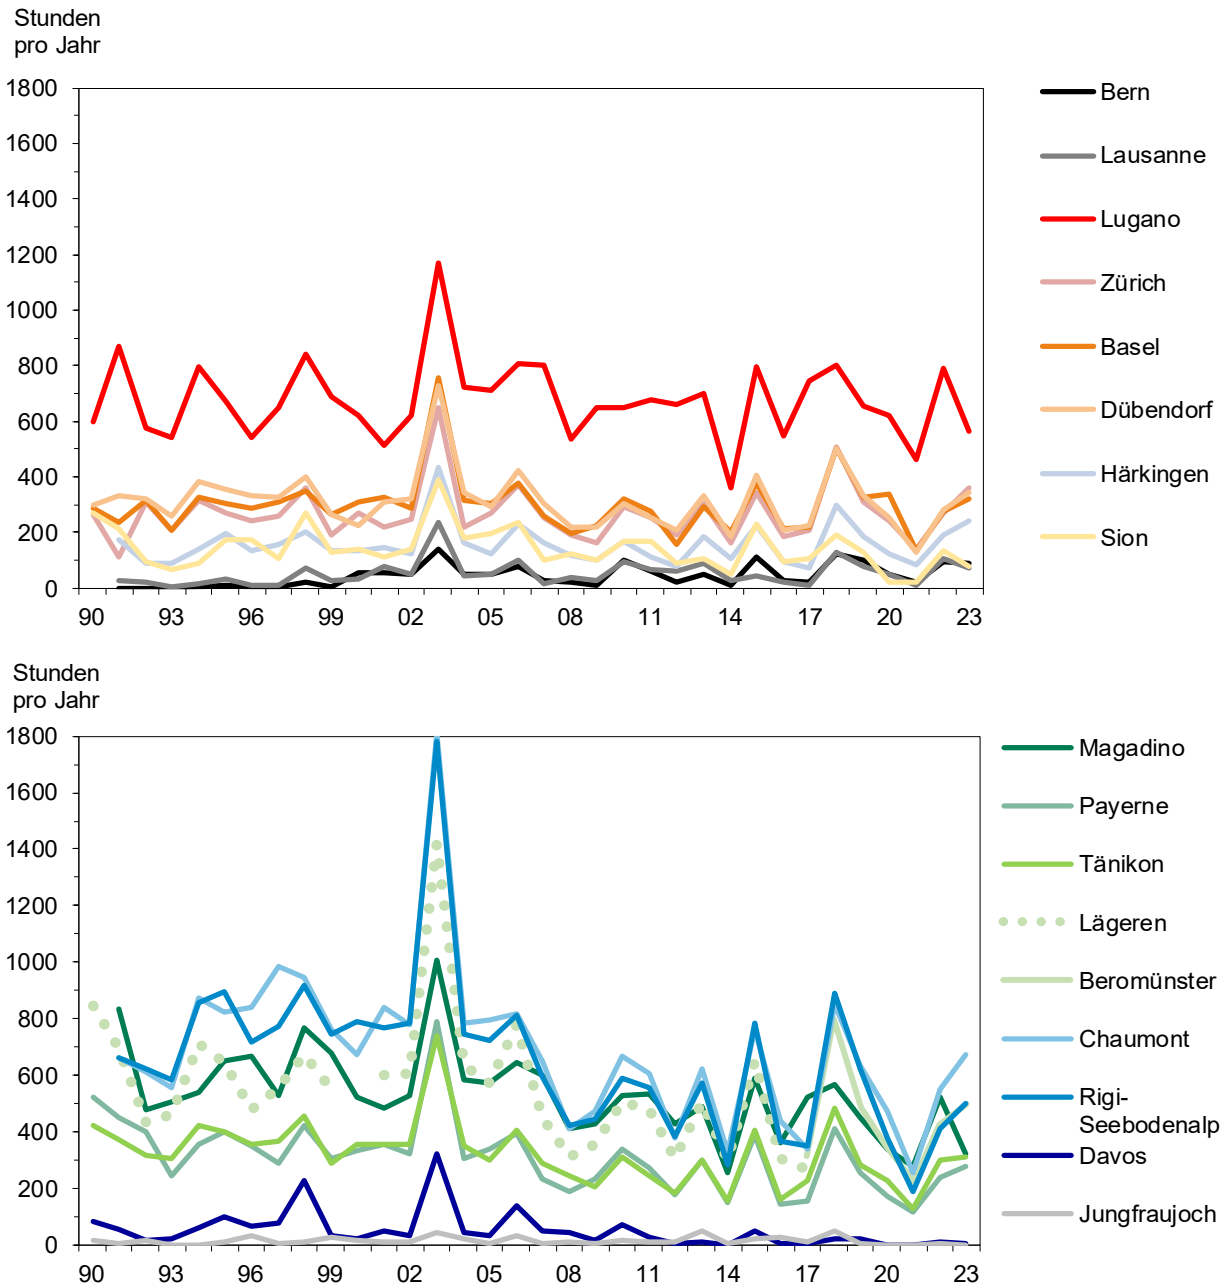 Stunden
pro Jahr
1800
1600
1400
1200
1000
800
600
400
200
0
90 93 96 99 02 05 08 11 14 17 20 23
Bern
Lausanne
Lugano
Zürich
Basel
Dübendorf
Härkingen
Sion
Stunden
pro Jahr
1800
1600
1400
1200
1000
800
600
400
200
0
90 93 96 99 02 05 08 11 14 17 20 23
Magadino
Payerne
Tänikon
Lägeren
Beromünster
Chaumont
Rigi-
Seebodenalp
Davos
Jungfraujoch